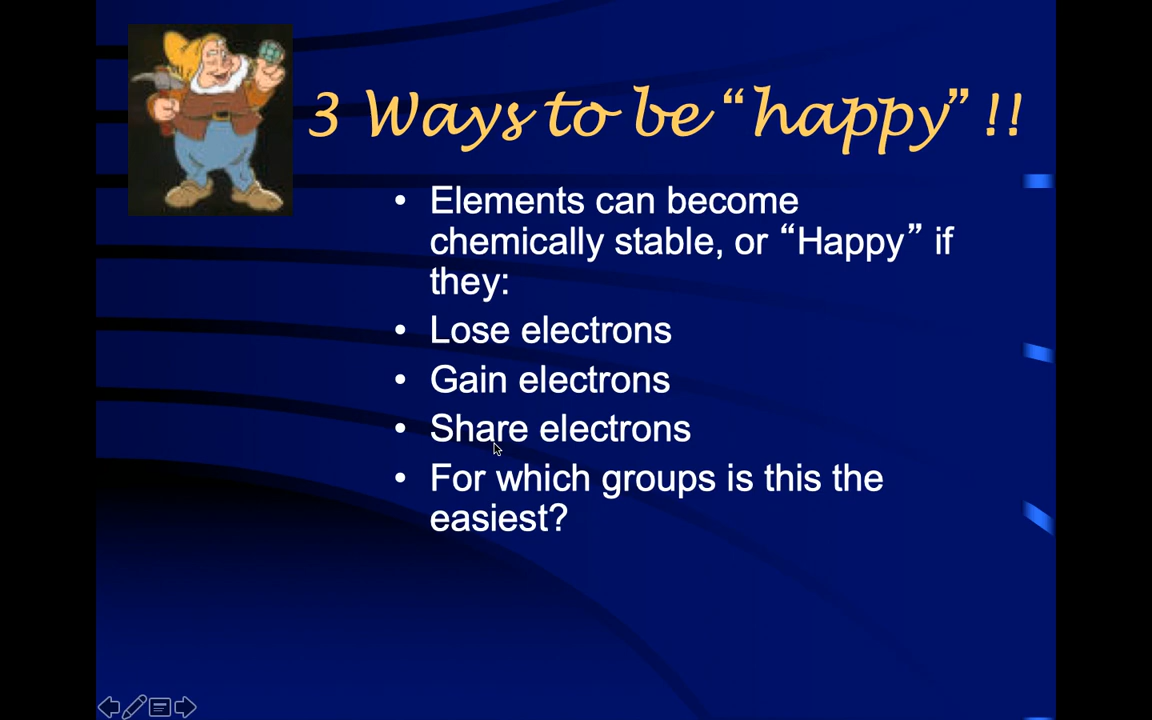 3 Ways to be “happy” !!
• Elements can become
chemically stable, or “Happy” if
they:
• Lose electrons
• Gain electrons
• Share electrons
• For which groups is this the
easiest?